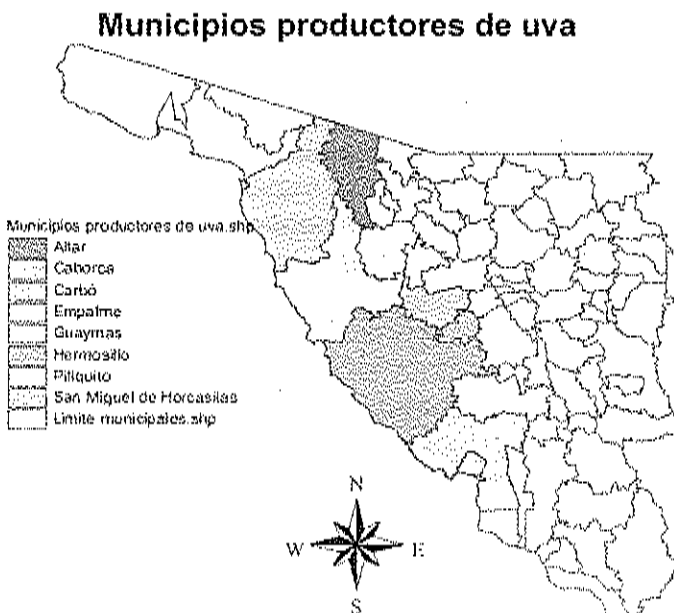 Municipios productores de uva
Municipios productores de uva.shp
Altar
Caborca
Carbó
Empalme
Guaymas
Hermosillo
Pitiquito
San Miguel de Horcasitas
Limite municipales.shp
N
W
E
S